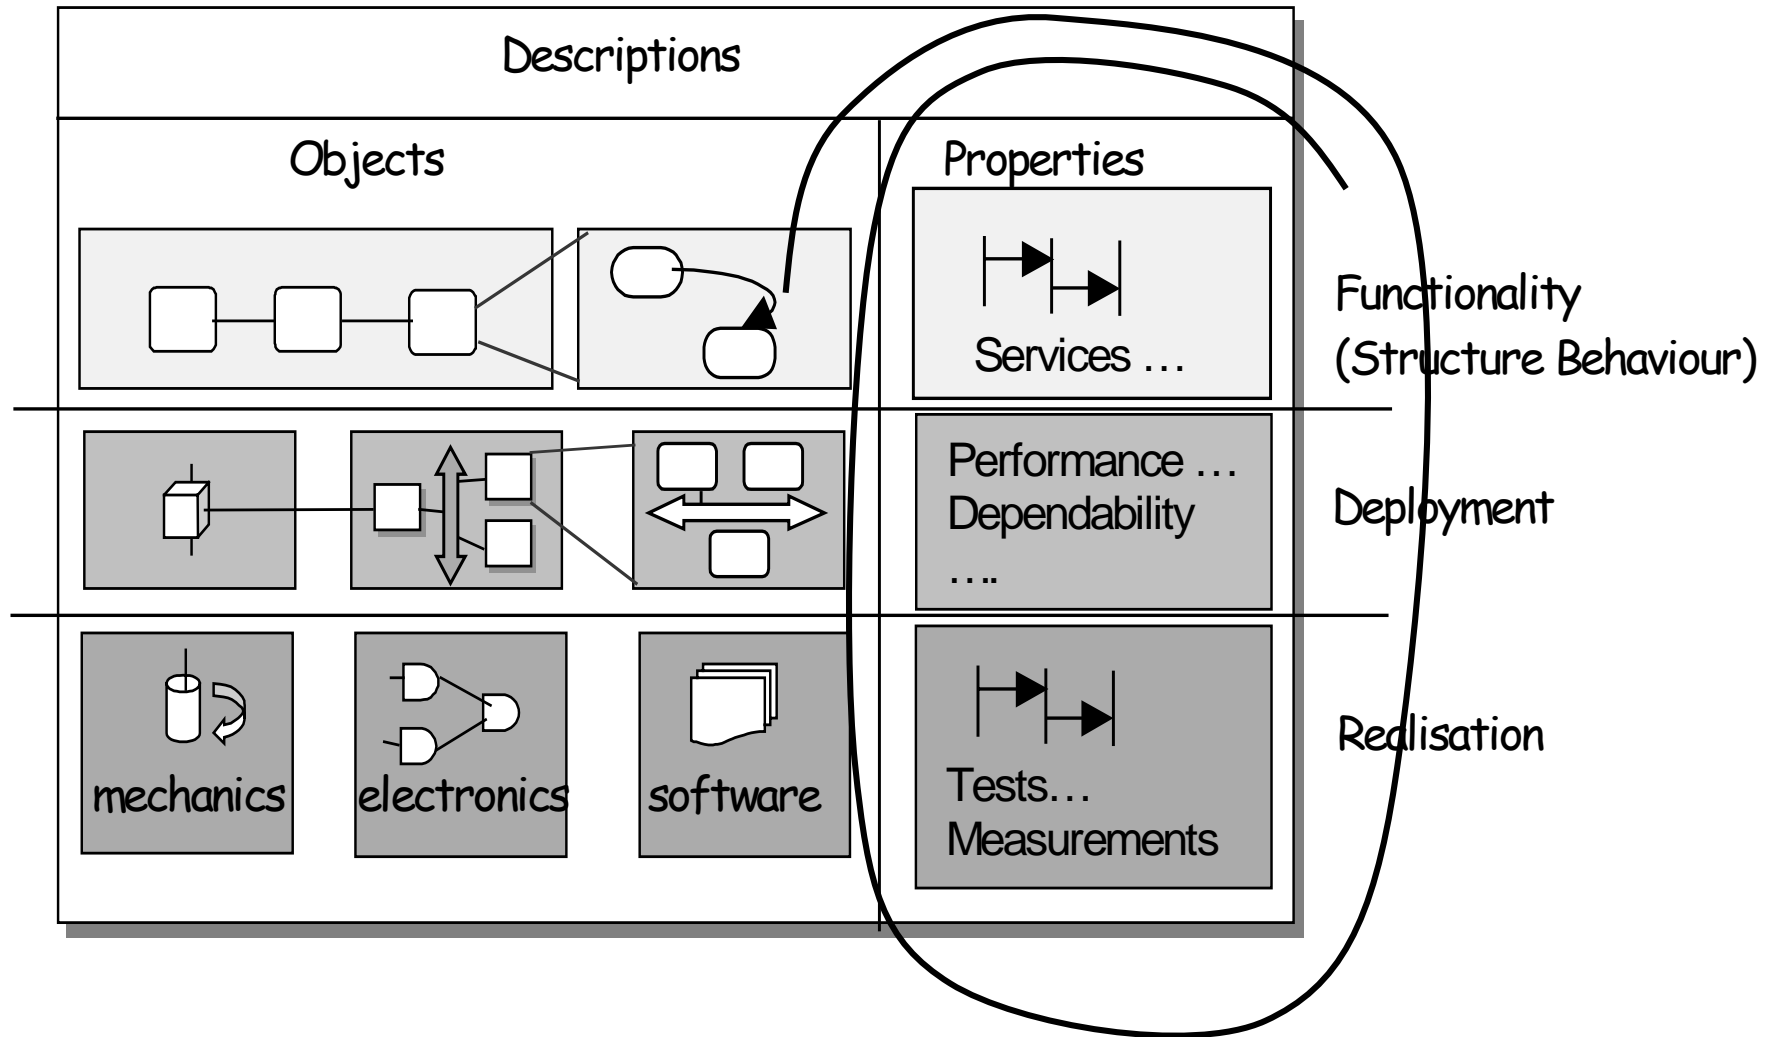 Descriptions
Objects
Properties
Services …
Functionality
(Structure Behaviour)
Performance …
Dependability
….
Deployment
mechanics
electronics
software
Tests…
Measurements
Realisation